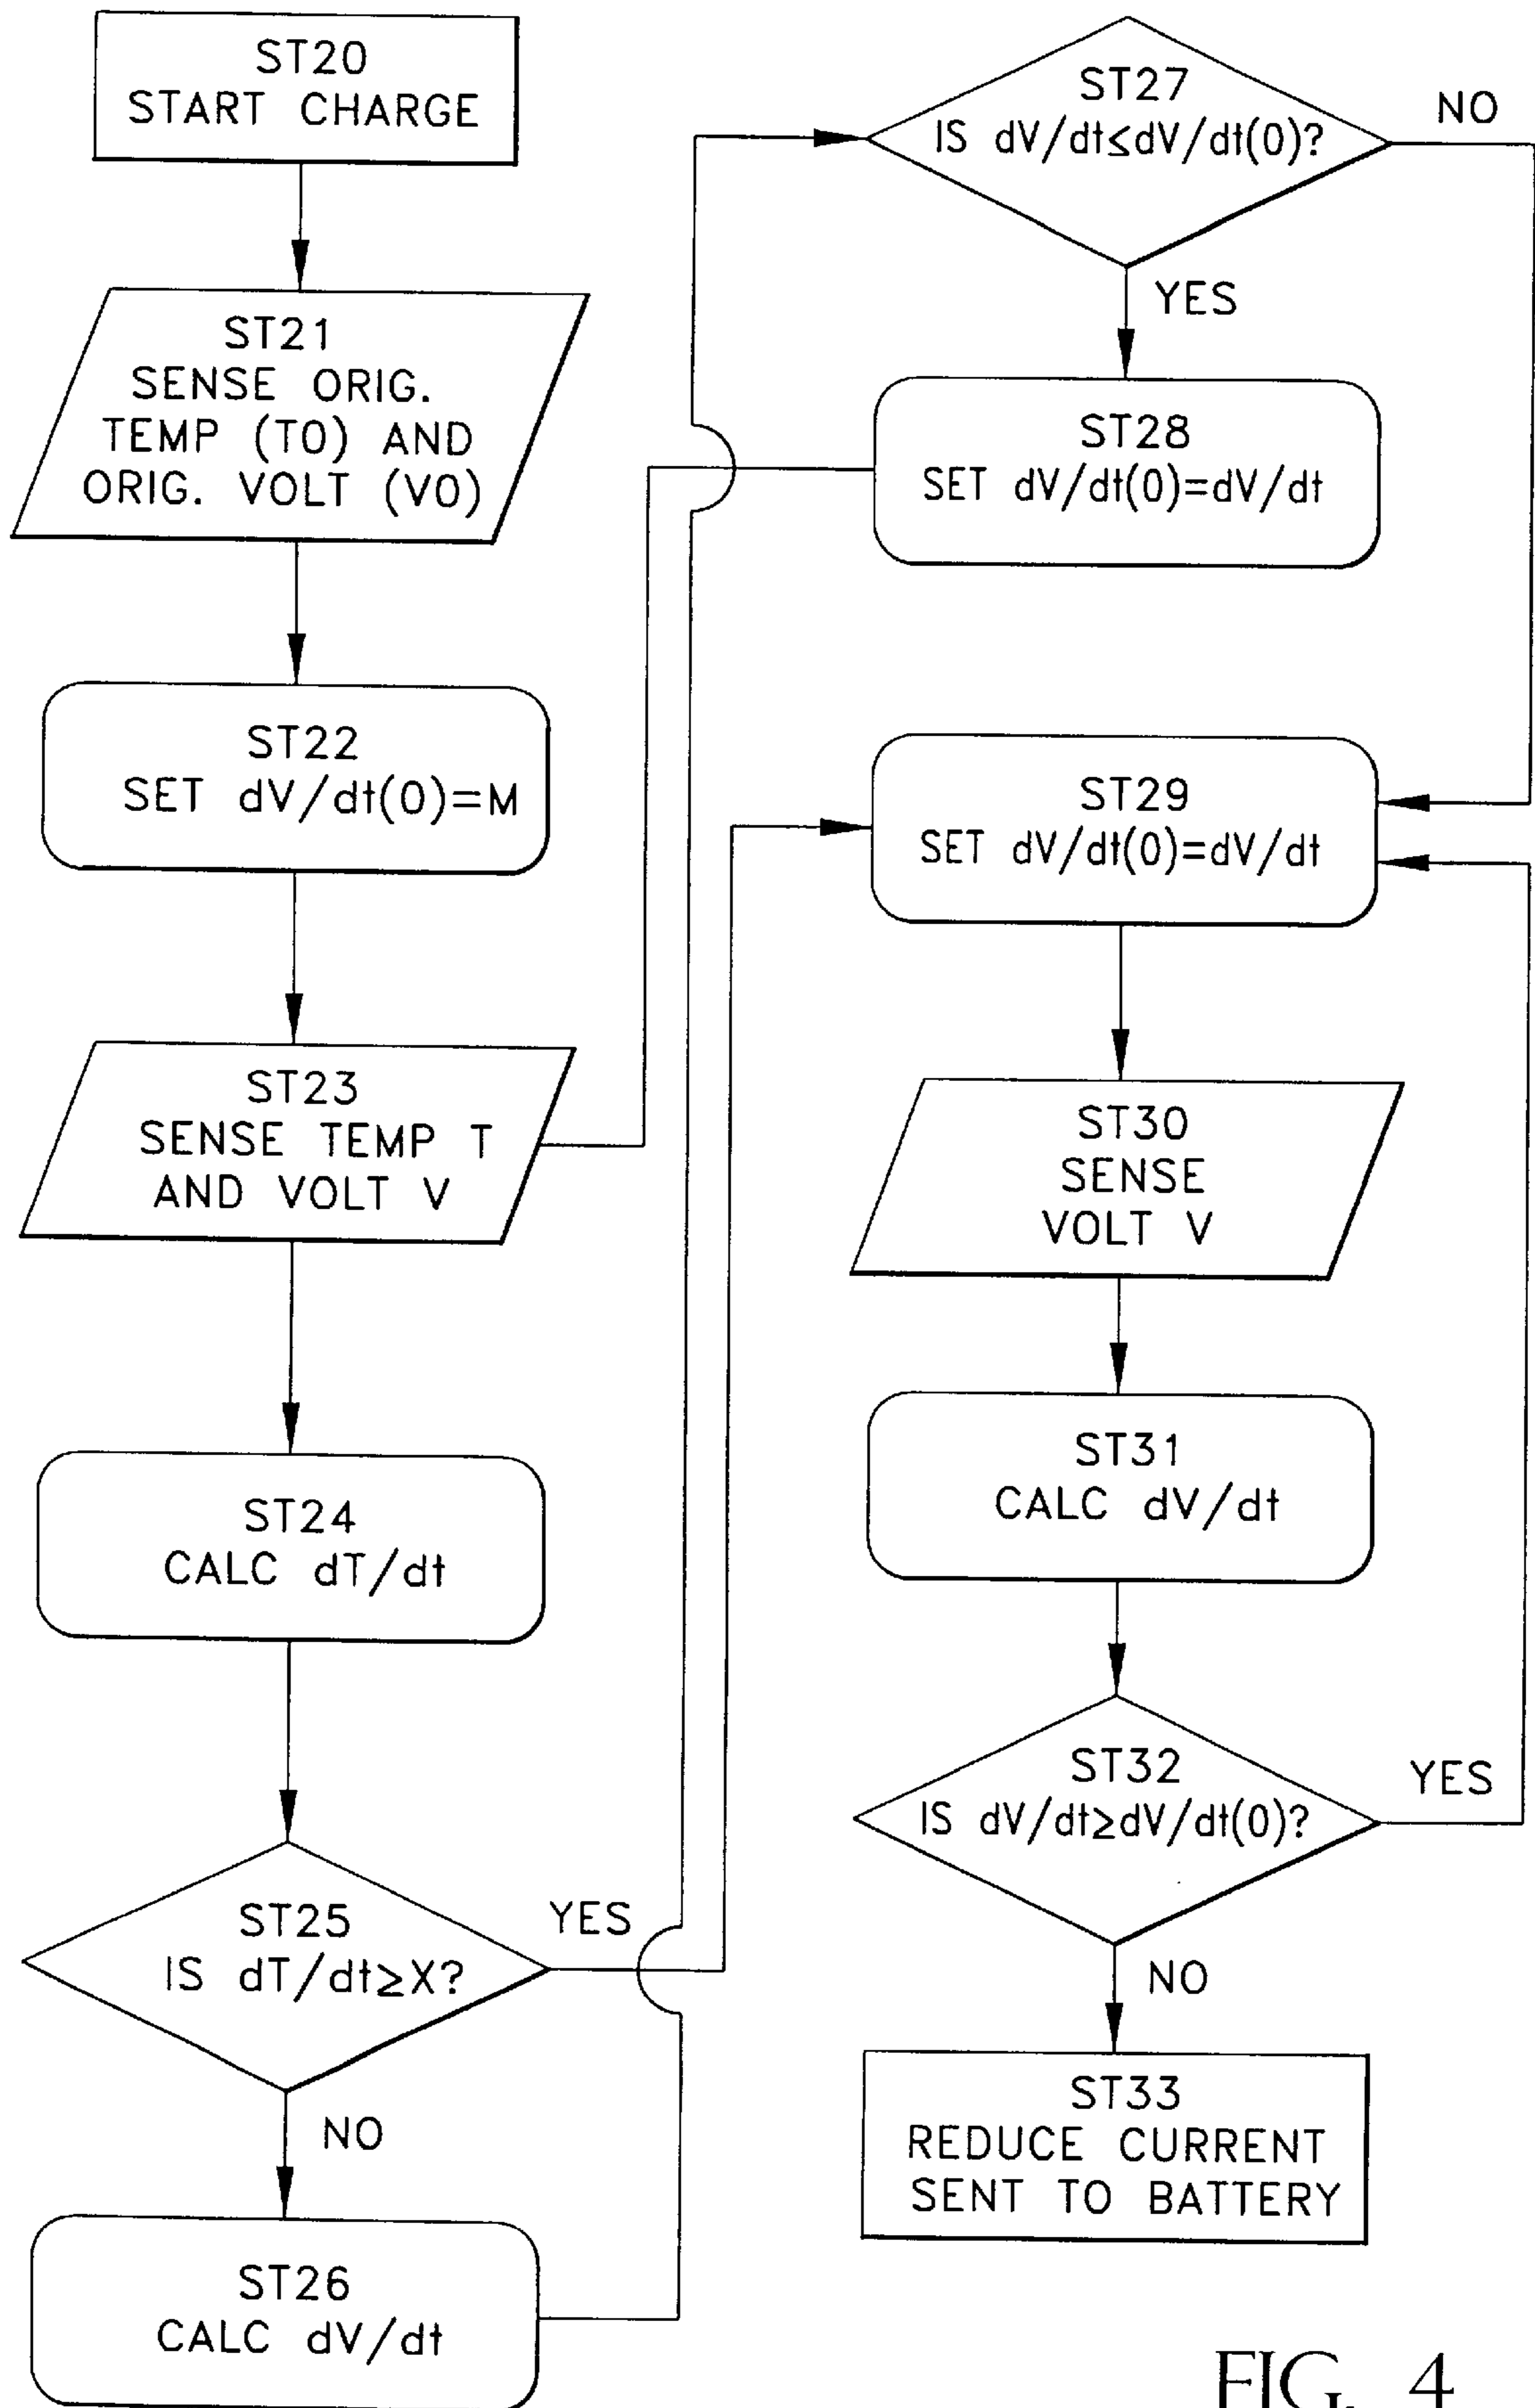 ST20
START CHARGE
ST21
SENSE ORIG.
TEMP (T0) AND
ORIG. VOLT (V0)
ST22
SET dV/dt(0)=M
ST23
SENSE TEMP T
AND VOLT V
ST24
CALC dT/dt
ST25
IS dT/dt≥X?
YES
NO
ST26
CALC dV/dt
ST27
IS dV/dt≤dV/dt(0)?
NO
YES
ST28
SET dV/dt(0)=dV/dt
ST29
SET dV/dt(0)=dV/dt
ST30
SENSE
VOLT V
ST31
CALC dV/dt
ST32
IS dV/dt≥dV/dt(0)?
YES
NO
ST33
REDUCE CURRENT
SENT TO BATTERY
FIG. 4